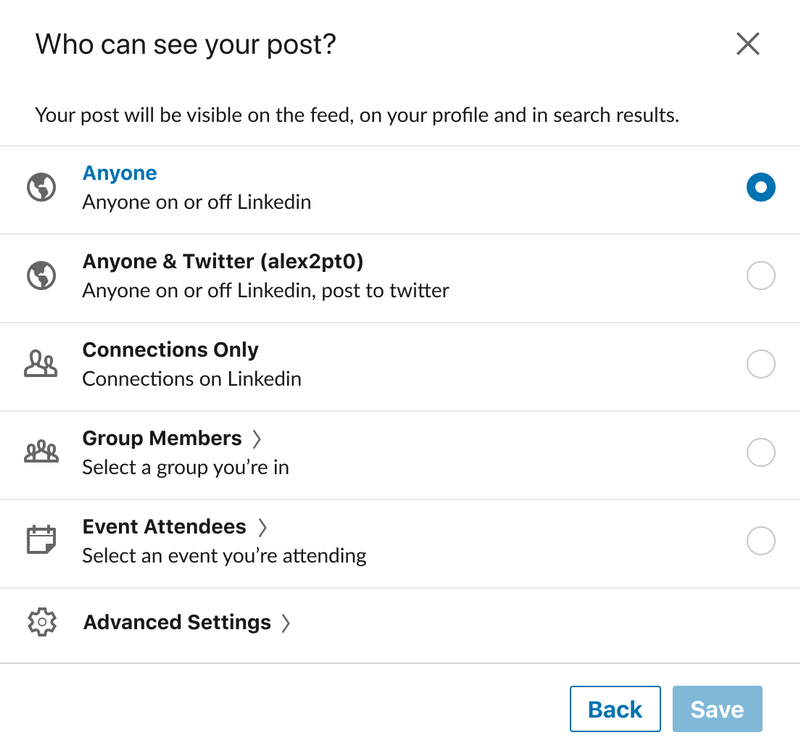 Who can see your post?
Your post will be visible on the feed, on your profile and in search results.
Anyone
Anyone on or off Linkedin
Anyone & Twitter (alex2pt0)
Anyone on or off Linkedin, post to twitter
Connections Only
Connections on Linkedin
Group Members
Select a group you’re in
Event Attendees
Select an event you’re attending
Advanced Settings
Back Save